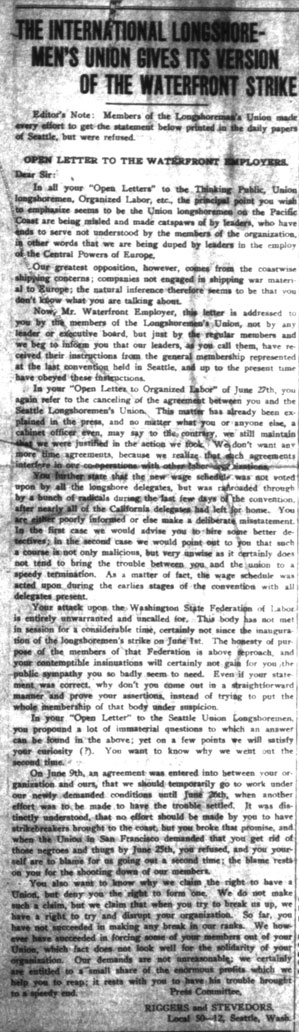 THE INTERNATIONAL LONGSHORE-
MEN'S UNION GIVES ITS VERSION
OF THE WATERFRONT STRIKE
Editor's Note: Members of the Longshoremen's Union made
every effort to get the statement below printed in the daily papers
of Seattle, but were refused.
OPEN LETTER TO THE WATERFRONT EMPLOYERS.
Dear Sir:
In all your "Open Letters" to the Thinking Public, Union
longshoremen, Organized Labor, etc., the principal point you wish
to emphasize seems to be the Union longshoremen on the Pacific
Coast are being misled and made catspaws of by leaders, who have
ends to serve not understood by the members of the organization,
in other words that we are being duped by leaders in the employ
of the Central Powers of Europe.
Our greatest opposition, however, comes from the coastwise
shipping concerns; companies not engaged in shipping war materi-
al to Europe; the natural inference therefore seems to be that you
don't know what you are talking about.
Now, Mr. Waterfront Employer, this letter is addressed to
you by the members of the Longshoremen's Union, not by any
leader or executive board, but just by the regular members and
we beg to inform you that our leaders, as you call them, have re-
ceived their instructions from the general membership represented
at the last convention held in Seattle, and up to the present time
have obeyed these instructions.
In your "Open Letter to Organized Labor" of June 27th, you
again refer to the canceling of the agreement between you and the
Seattle Longshoremen's Union. This matter has already been ex-
plained in the press, and no matter what you or anyone else, a
cabinet officer even, may say to the contrary, we still maintain
that we were justified in the action we took. We don't want any
more time agreements, because we realize that such agreements
interfere in our co-operations with other labor organizations.
You further state that the new wage schedule was not voted
upon by all the longshore delegates, but was railroaded through
by a bunch of radicals during the last few days of the convention,
after nearly all of the California delegates had left for home. You
are either poorly informed or else make a deliberate misstatement.
In the first case we would advise you to hire some better de-
tectives; in the second case we would point out to you that such
a course is not only malicious, but very unwise as it certainly does
not tend to bring the trouble between you and the union to a
speedy termination. As a matter of fact, the wage schedule was
acted upon during the earlies stages of the convention with all
delegates present.
Your attack upon the Washington State Federation of Labor
is entirely unwarranted and uncalled for. This body has not met
in session for a considerable time, certainly not since the inaugura-
tion of the longshoremen's strike on June 1st. The honesty of pur-
pose of the members of that Federation is above reproach, and
your contemptible insinuations will certainly not gain for you the
public sympathy you so badly seem to need. Even if your state-
ment was correct, why don't you come out in a straightforward
manner and prove your assertions, instead of trying to put the
whole membership of that body under suspicion.
In your "Open Letter" to the Seattle Union Longshoremen,
you propound a lot of immaterial questions to which an answer
can be found in the above; yet on a few points we will satisfy
your curiosity (?). You want to know why we went out the
second time.
On June 9th, an agreement was entered into between your or-
ganization and ours, that we should temporarily go to work under
our new demanded conditions until June 26th, when another
effort was to be made to have the trouble settled. It was dis-
tinctly understood, that no effort should be made by you to have
strikebreakers brought to the coast, but you broke that promise, and
when the Union in San Francisco demanded that you get rid of
those negroes and thugs by June 25th, you refused, and you your-
self are to blame for us going out a second time; the blame rests
on you for the shooting down of our members.
You also want to know why we claim the right to have a
Union, but deny you the right to form one. We do not make
such a claim, but we claim that when you try to break us up, we
have a right to try and disrupt your organization. So far, you
have not succeeded in making any break in our ranks. We how-
ever have succeeded in forcing some of your members out of your
Union, which fact does not look well for the solidarity of your
organization. Our demands are not unreasonable; we certainly
are entitled to a small share of the enormous profits which we
help you to reap; it rests with you to have his trouble brought
to a speedy end.
Press Committee,
RIGGERS and STEVEDORS,
Local 38-12, Seattle, Wash.